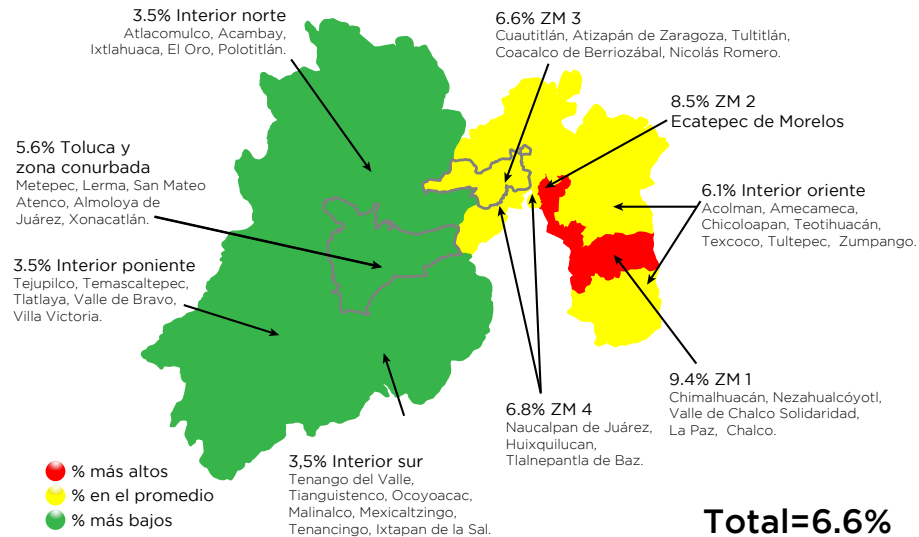 3.5% Interior norte
Atlacomulco, Acambay,
Ixtlahuaca, El Oro, Polotitlán.
6.6% ZM 3
Cuautitlán, Atizapán de Zaragoza, Tultitlán,
Coacalco de Berriozábal, Nicolás Romero.
8.5% ZM 2
Ecatepec de Morelos
5.6% Toluca y
zona conurbada
Metepec, Lerma, San Mateo
Atenco, Almoloya de
Juárez, Xonacatlán.
6.1% Interior oriente
Acolman, Amecameca,
Chicoloapan, Teotihuacán,
Texcoco, Tultepec, Zumpango.
3.5% Interior poniente
Tejupilco, Temascaltepec,
Tlatlaya, Valle de Bravo,
Villa Victoria.
9.4% ZM 1
Chimalhuacán, Nezahualcóyotl,
Valle de Chalco Solidaridad,
La Paz, Chalco.
6.8% ZM 4
Naucalpan de Juárez,
Huixquilucan,
Tlalnepantla de Baz.
3,5% Interior sur
Tenango del Valle,
Tianguistenco, Ocoyoacac,
Malinalco, Mexicaltzingo,
Tenancingo, Ixtapan de la Sal.
% más altos
% en el promedio
% más bajos
Total=6.6%